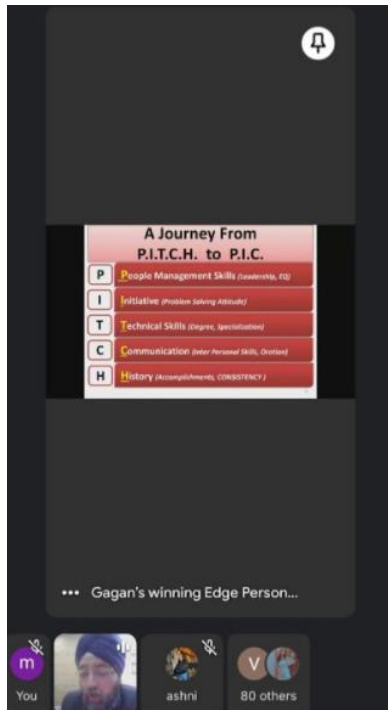 A Journey From
P.I.T.C.H. to P.I.C.
P People Management Skills (Leadership, EQ)
I Initiative (Problem Solving Attitude)
T Technical Skills (Degree, Specialization)
C Communication (Inter Personal Skills, Oration)
H History (Accomplishments, CONSISTENCY )
••• Gagan's winning Edge Person...
m
V
You
ashni
80 others